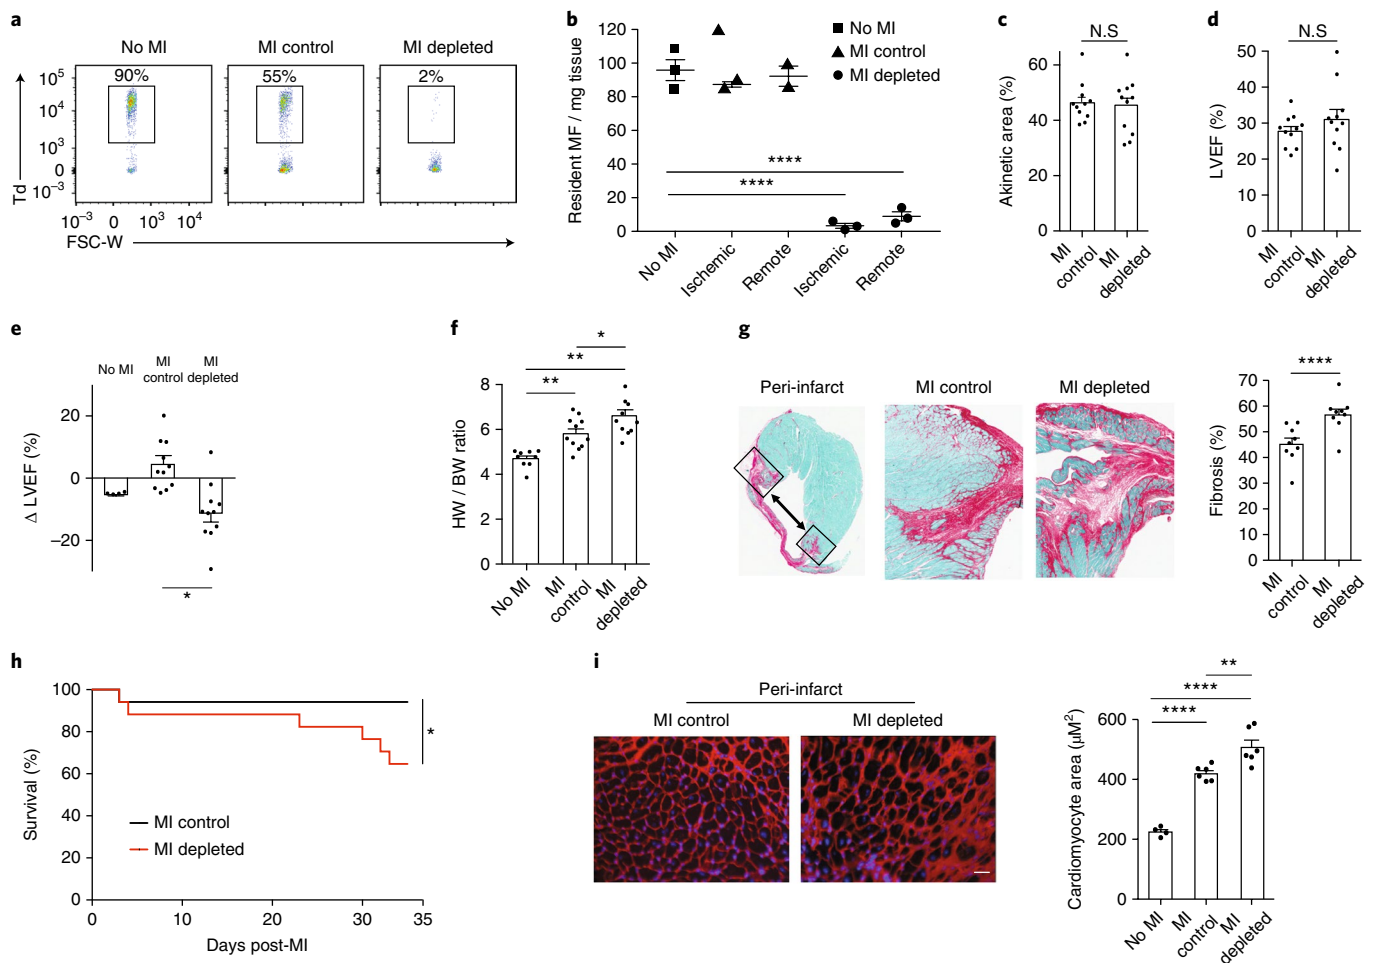 a
No MI
MI control
MI depleted
90%
55%
2%
10^5
10^4
10^3
0
10^–3
Td
10^–3 0 10^3 10^4
FSC-W
b
No MI
MI control
MI depleted
Resident MF / mg tissue
120
100
80
60
40
20
0
****
****
No MI
Ischemic
Remote
Ischemic
Remote
c
N.S
Akinetic area (%)
60
40
20
0
MI control
MI depleted
d
N.S
LVEF (%)
50
40
30
20
10
0
MI control
MI depleted
e
No MI
MI control
MI depleted
Δ LVEF (%)
20
0
–20
*
f
*
**
**
HW / BW ratio
8
6
4
2
0
No MI
MI control
MI depleted
g
Peri-infarct
MI control
MI depleted
****
Fibrosis (%)
70
60
50
40
30
20
10
0
MI control
MI depleted
h
Survival (%)
100
80
60
40
20
0
MI control
MI depleted
*
0 10 20 30 35
Days post-MI
i
Peri-infarct
MI control
MI depleted
**
****
****
Cardiomyocyte area (μM²)
600
400
200
0
No MI
MI control
MI depleted